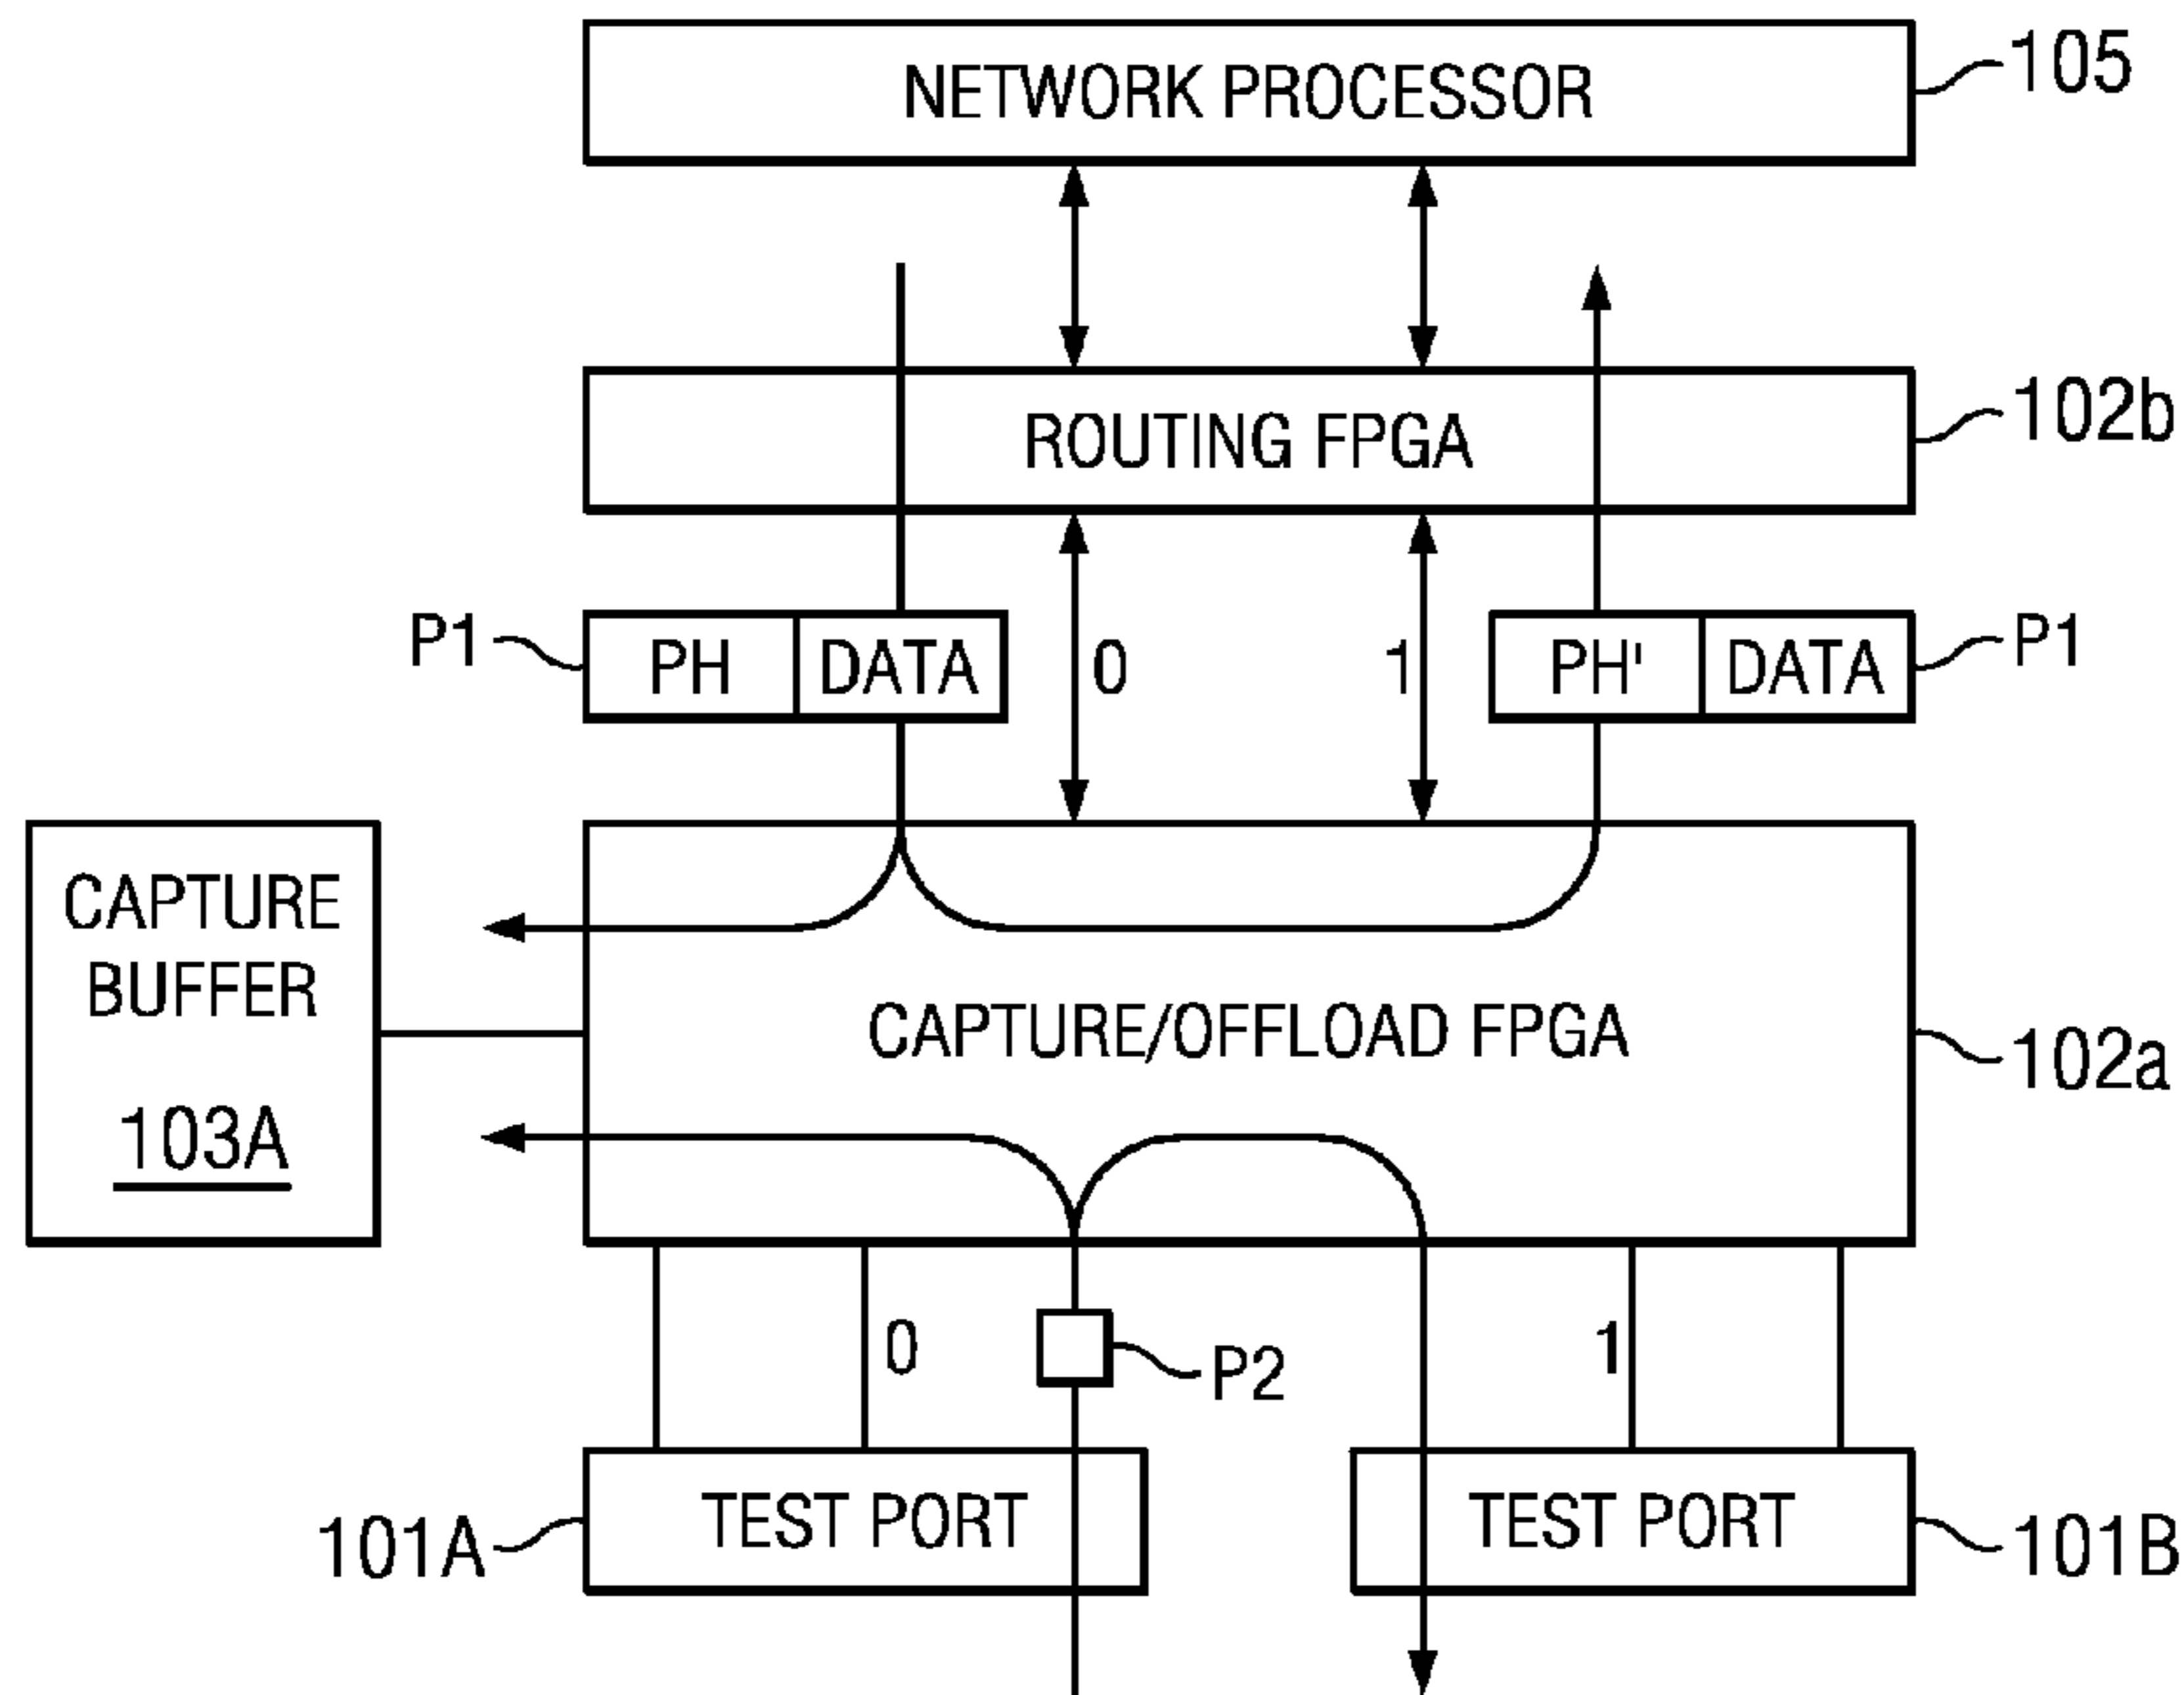 NETWORK PROCESSOR
105
ROUTING FPGA
102b
P1
PH
DATA
0
1
PH'
DATA
P1
CAPTURE
BUFFER
103A
CAPTURE/OFFLOAD FPGA
102a
0
P2
1
101A
TEST PORT
TEST PORT
101B